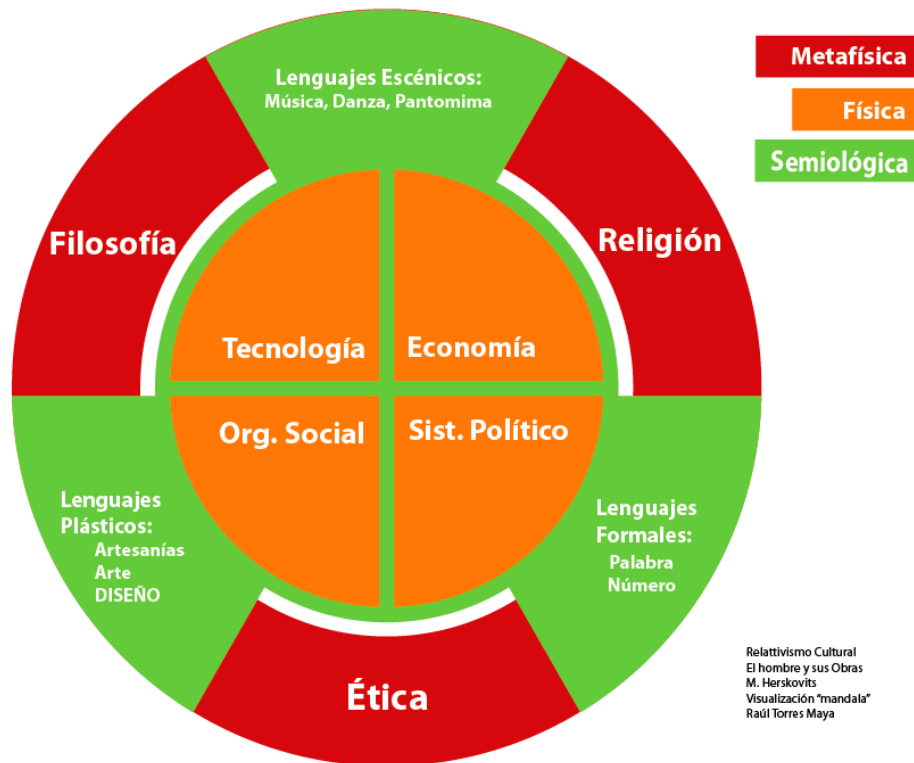 Lenguajes Escénicos:
Música, Danza, Pantomima
Metafísica
Física
Semiológica
Filosofía
Religión
Tecnología
Economía
Org. Social
Sist. Político
Lenguajes
Plásticos:
Artesanías
Arte
DISEÑO
Lenguajes
Formales:
Palabra
Número
Ética
Relattivismo Cultural
El hombre y sus Obras
M. Herskovits
Visualización “mandala”
Raúl Torres Maya